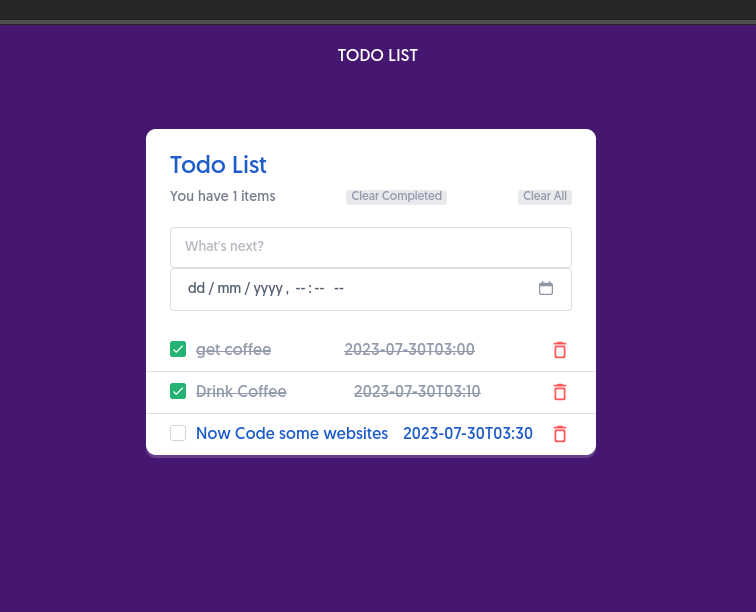 TODO LIST
Todo List
You have 1 items Clear Completed Clear All
What's next?
dd / mm / yyyy , -- : -- --
get coffee 2023-07-30T03:00
Drink Coffee 2023-07-30T03:10
Now Code some websites 2023-07-30T03:30